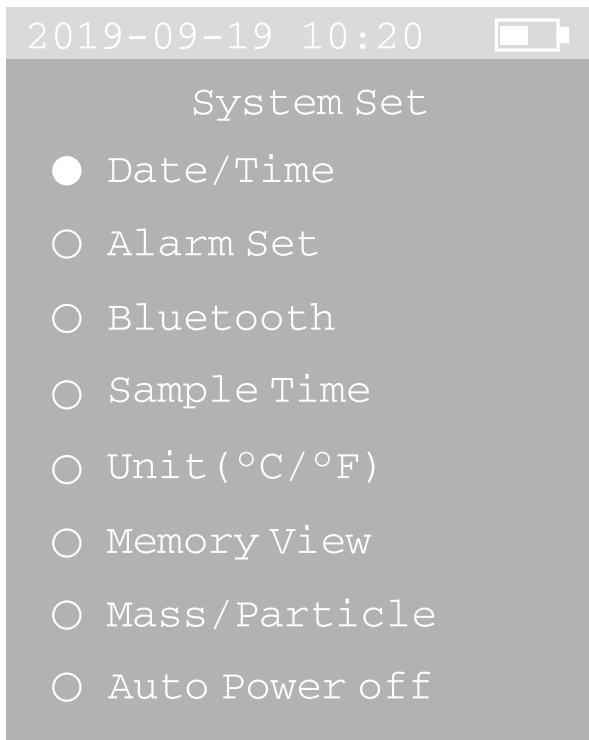 2019-09-19 10:20
System Set
Date/Time
Alarm Set
Bluetooth
Sample Time
Unit(°C/°F)
Memory View
Mass/Particle
Auto Power off